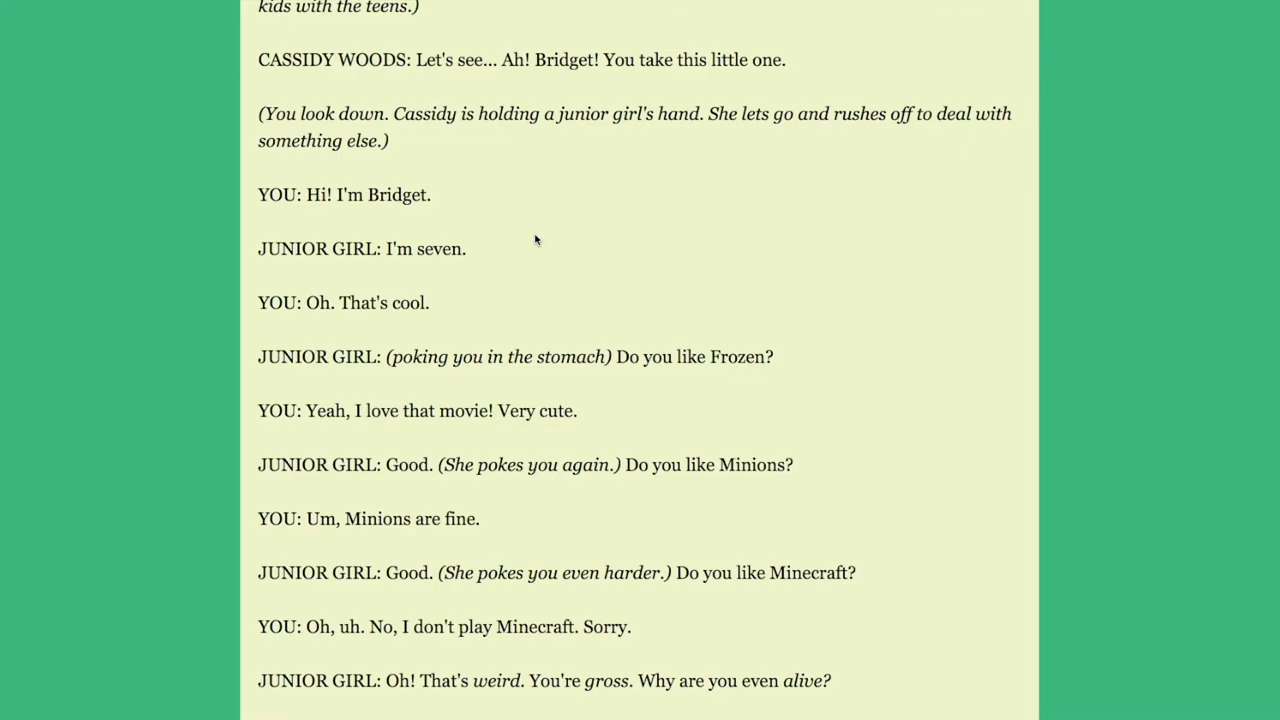 kids with the teens.)
CASSIDY WOODS: Let's see... Ah! Bridget! You take this little one.
(You look down. Cassidy is holding a junior girl's hand. She lets go and rushes off to deal with
something else.)
YOU: Hi! I'm Bridget.
JUNIOR GIRL: I'm seven.
YOU: Oh. That's cool.
JUNIOR GIRL: (poking you in the stomach) Do you like Frozen?
YOU: Yeah, I love that movie! Very cute.
JUNIOR GIRL: Good. (She pokes you again.) Do you like Minions?
YOU: Um, Minions are fine.
JUNIOR GIRL: Good. (She pokes you even harder.) Do you like Minecraft?
YOU: Oh, uh. No, I don't play Minecraft. Sorry.
JUNIOR GIRL: Oh! That's weird. You're gross. Why are you even alive?